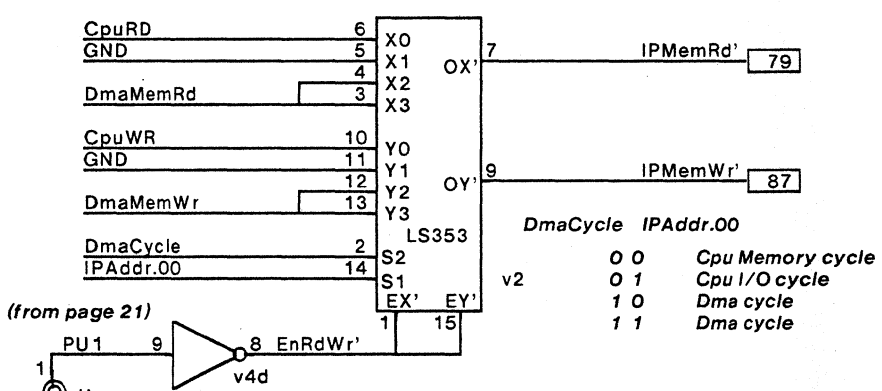 CpuRD 6 X0
GND 5 X1
4 X2
DmaMemRd 3 X3
OX' 7 IPMemRd' 79
CpuWR 10 Y0
GND 11 Y1
12 Y2
DmaMemWr 13 Y3
OY' 9 IPMemWr' 87
LS353
DmaCycle 2 S2
IPAddr.00 14 S1
EX' EY'
1 15
v2
DmaCycle IPAddr.00
0 0 Cpu Memory cycle
0 1 Cpu I/O cycle
1 0 Dma cycle
1 1 Dma cycle
(from page 21)
PU1 9 8 EnRdWr'
v4d
1